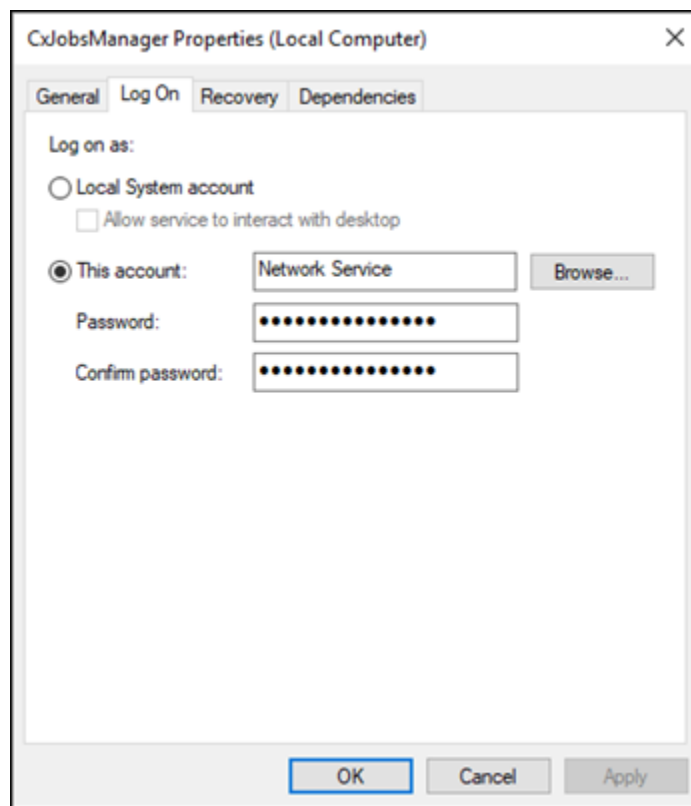 CxJobsManager Properties (Local Computer)
General Log On Recovery Dependencies
Log on as:
Local System account
Allow service to interact with desktop
This account: Network Service Browse...
Password: •••••••••••••••
Confirm password: •••••••••••••••
OK Cancel Apply